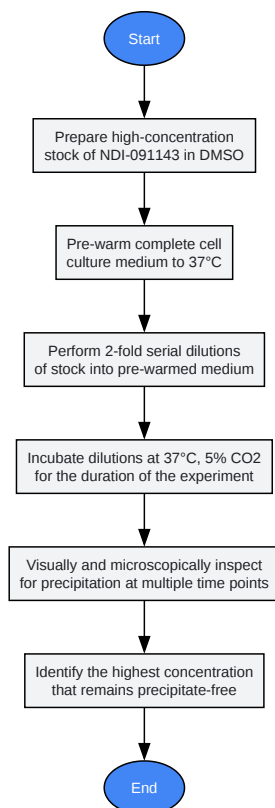 Start
Prepare high-concentration
stock of NDI-091143 in DMSO
Pre-warm complete cell
culture medium to 37°C
Perform 2-fold serial dilutions
of stock into pre-warmed medium
Incubate dilutions at 37°C, 5% CO2
for the duration of the experiment
Visually and microscopically inspect
for precipitation at multiple time points
Identify the highest concentration
that remains precipitate-free
End